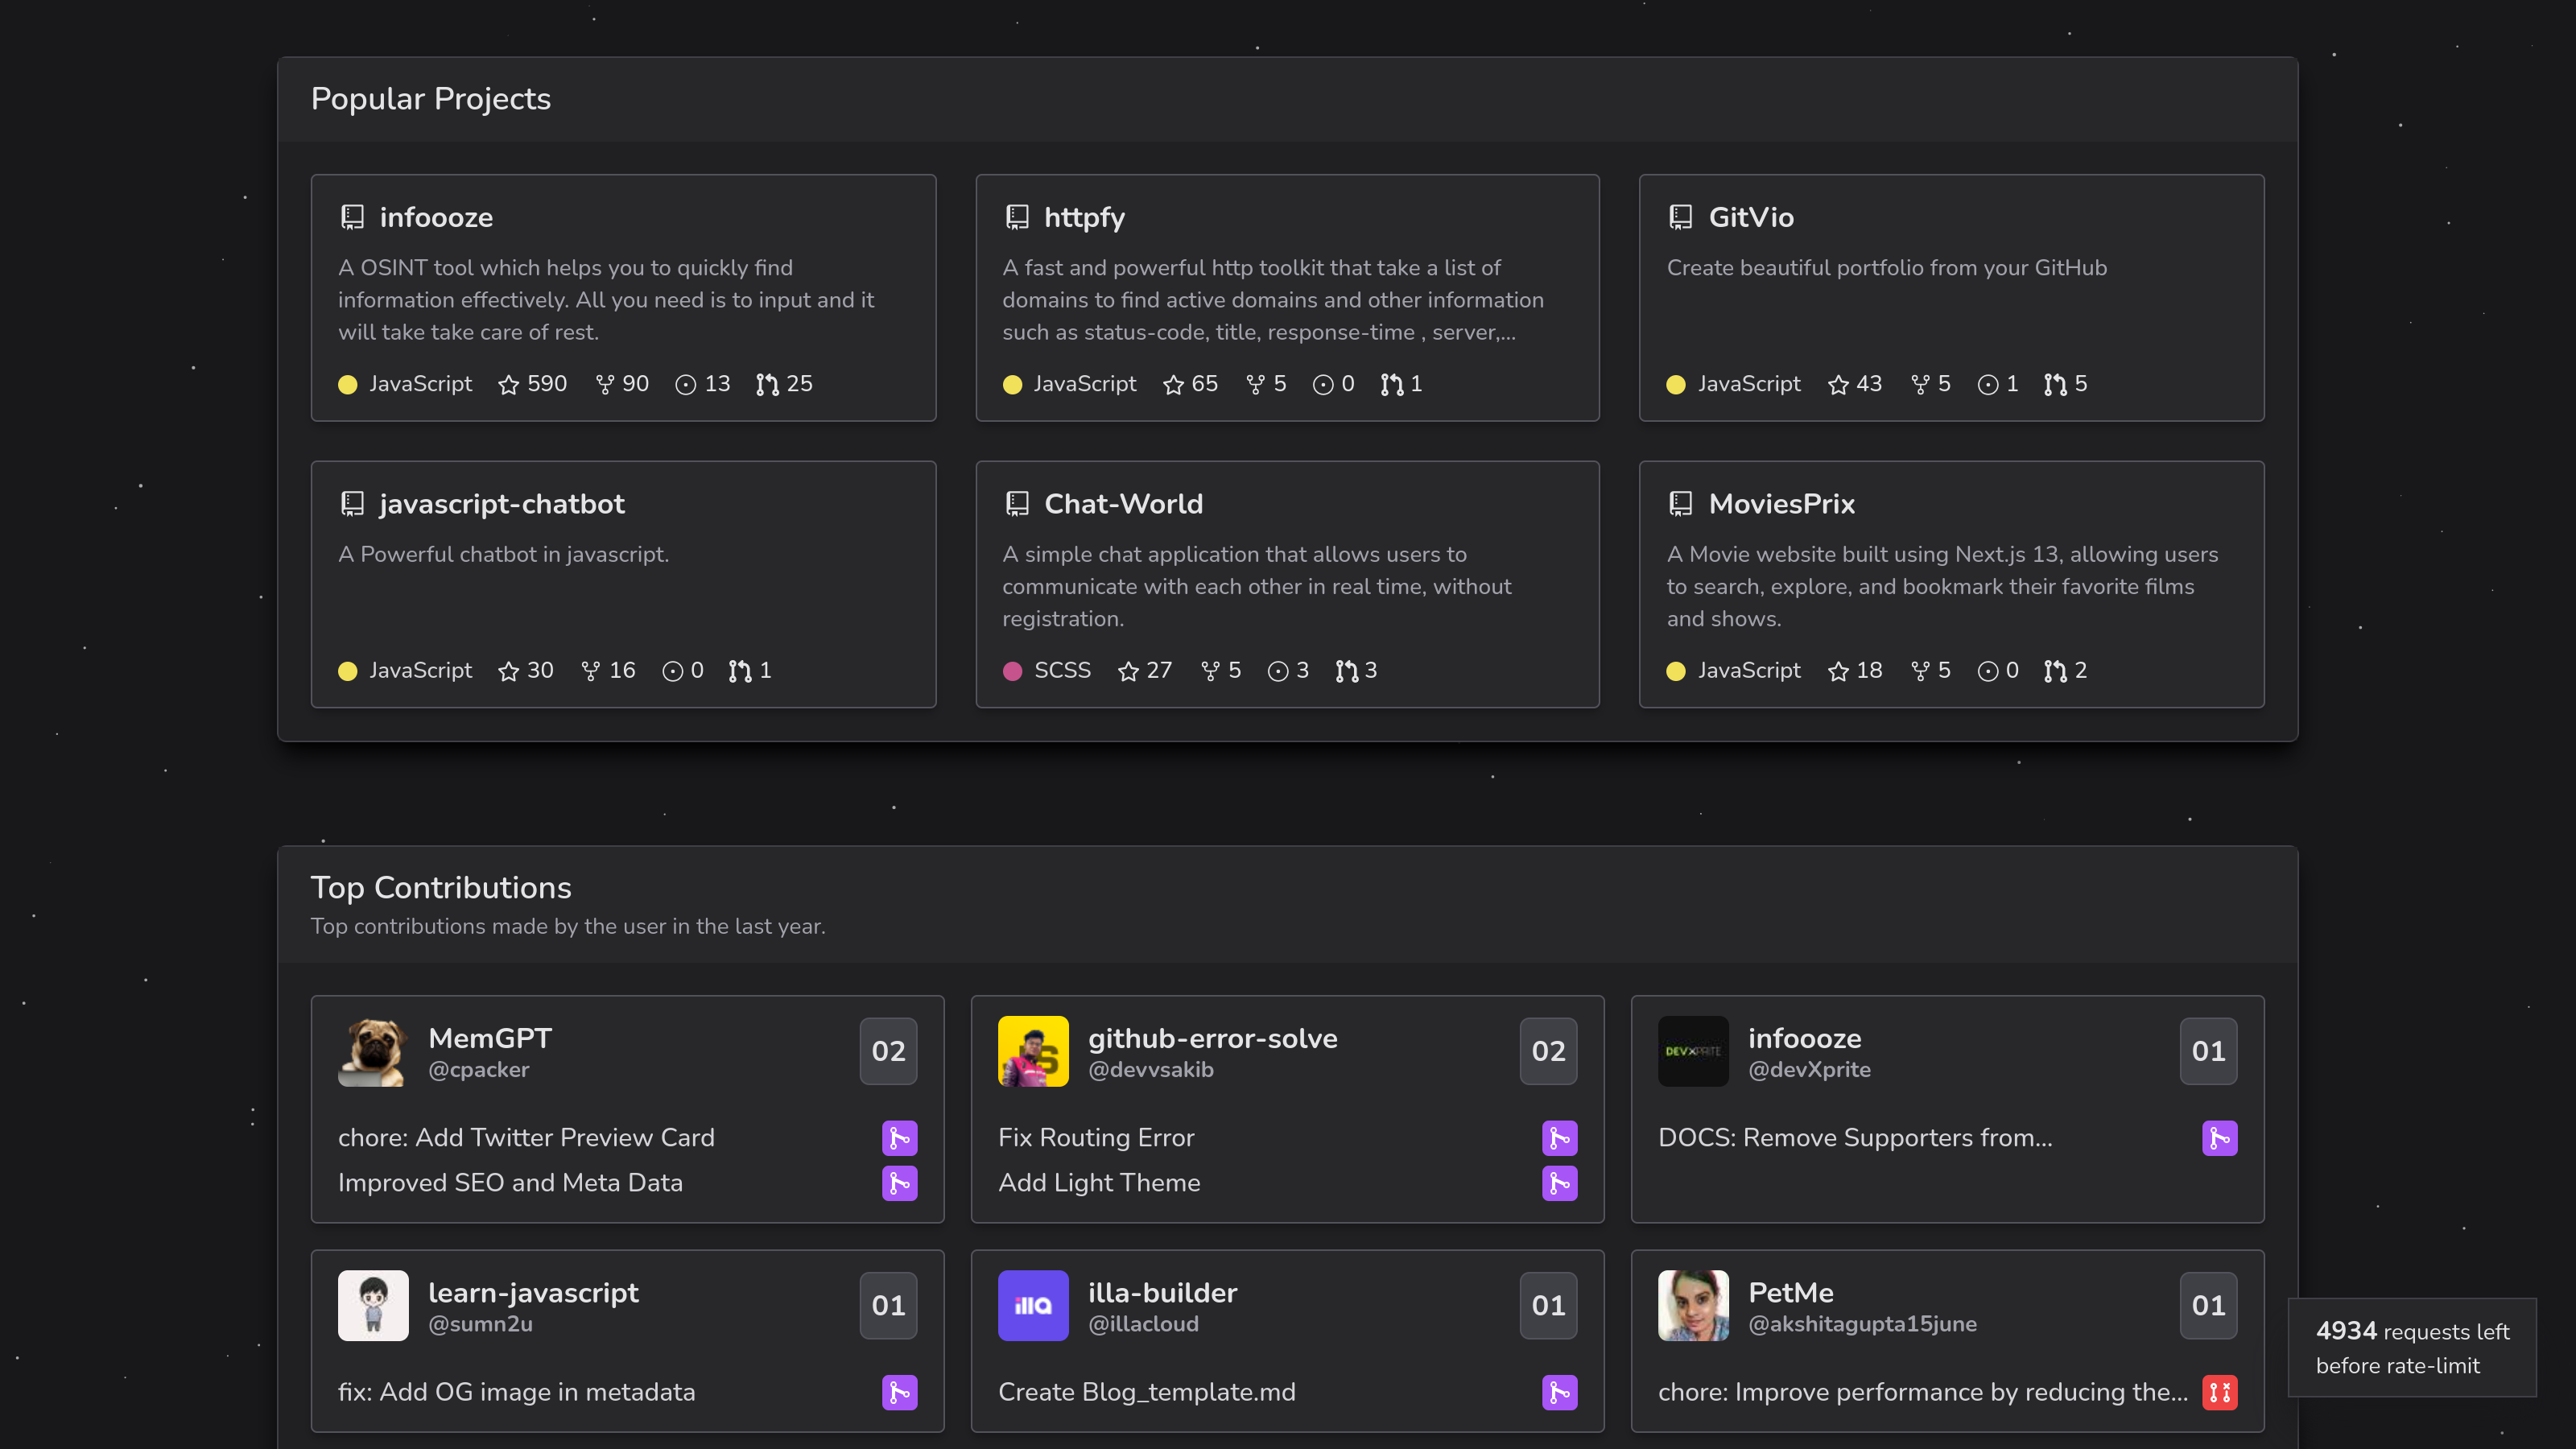 Popular Projects
infoooze
A OSINT tool which helps you to quickly find
information effectively. All you need is to input and it
will take take care of rest.
JavaScript 590 90 13 25
httpfy
A fast and powerful http toolkit that take a list of
domains to find active domains and other information
such as status-code, title, response-time , server,...
JavaScript 65 5 0 1
GitVio
Create beautiful portfolio from your GitHub
JavaScript 43 5 1 5
javascript-chatbot
A Powerful chatbot in javascript.
JavaScript 30 16 0 1
Chat-World
A simple chat application that allows users to
communicate with each other in real time, without
registration.
SCSS 27 5 3 3
MoviesPrix
A Movie website built using Next.js 13, allowing users
to search, explore, and bookmark their favorite films
and shows.
JavaScript 18 5 0 2
Top Contributions
Top contributions made by the user in the last year.
MemGPT
@cpacker
02
chore: Add Twitter Preview Card
Improved SEO and Meta Data
JS
github-error-solve
@devvsakib
02
Fix Routing Error
Add Light Theme
DEVXPRITE
infoooze
@devXprite
01
DOCS: Remove Supporters from...
learn-javascript
@sumn2u
01
fix: Add OG image in metadata
illa
illa-builder
@illacloud
01
Create Blog_template.md
PetMe
@akshitagupta15june
01
chore: Improve performance by reducing the...
4934 requests left
before rate-limit